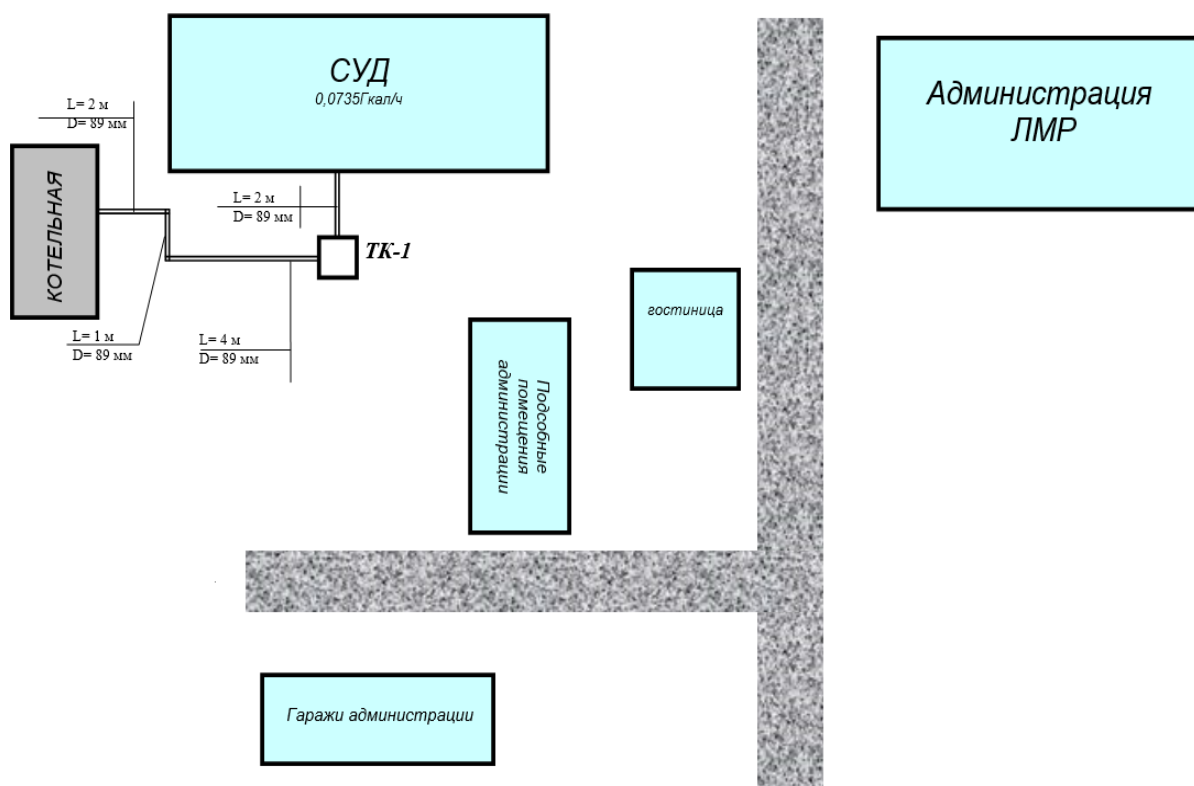 СУД
0,0735Гкал/ч
Администрация
ЛМР
L= 2 м
D= 89 мм
КОТЕЛЬНАЯ
L= 2 м
D= 89 мм
ТК-1
L= 1 м
D= 89 мм
L= 4 м
D= 89 мм
гостиница
Подсобные
помещения
администрации
Гаражи администрации